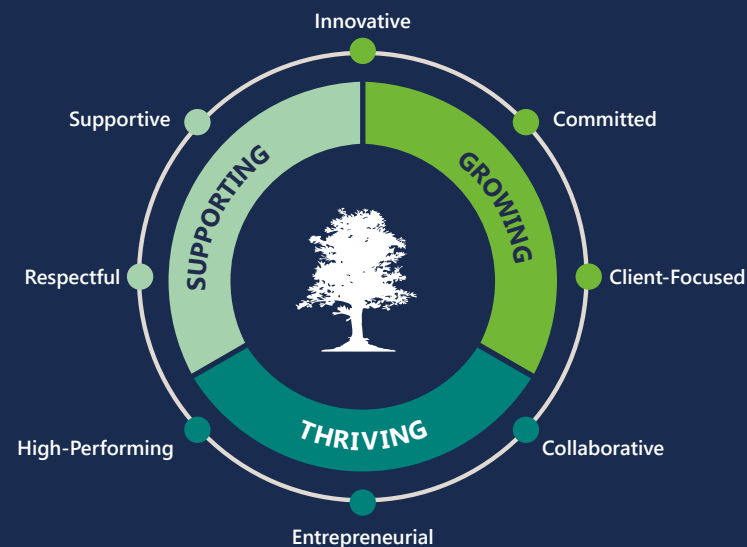 Innovative
Supportive
Committed
SUPPORTING
GROWING
Respectful
Client-Focused
THRIVING
High-Performing
Collaborative
Entrepreneurial